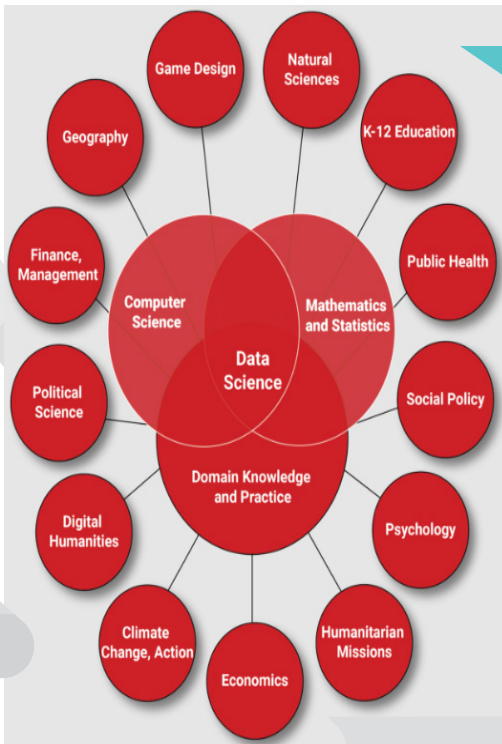 Game Design
Natural
Sciences
Geography
K-12 Education
Finance,
Management
Public Health
Computer
Science
Mathematics
and Statistics
Data
Science
Political
Science
Social Policy
Domain Knowledge
and Practice
Digital
Humanities
Psychology
Climate
Change, Action
Humanitarian
Missions
Economics